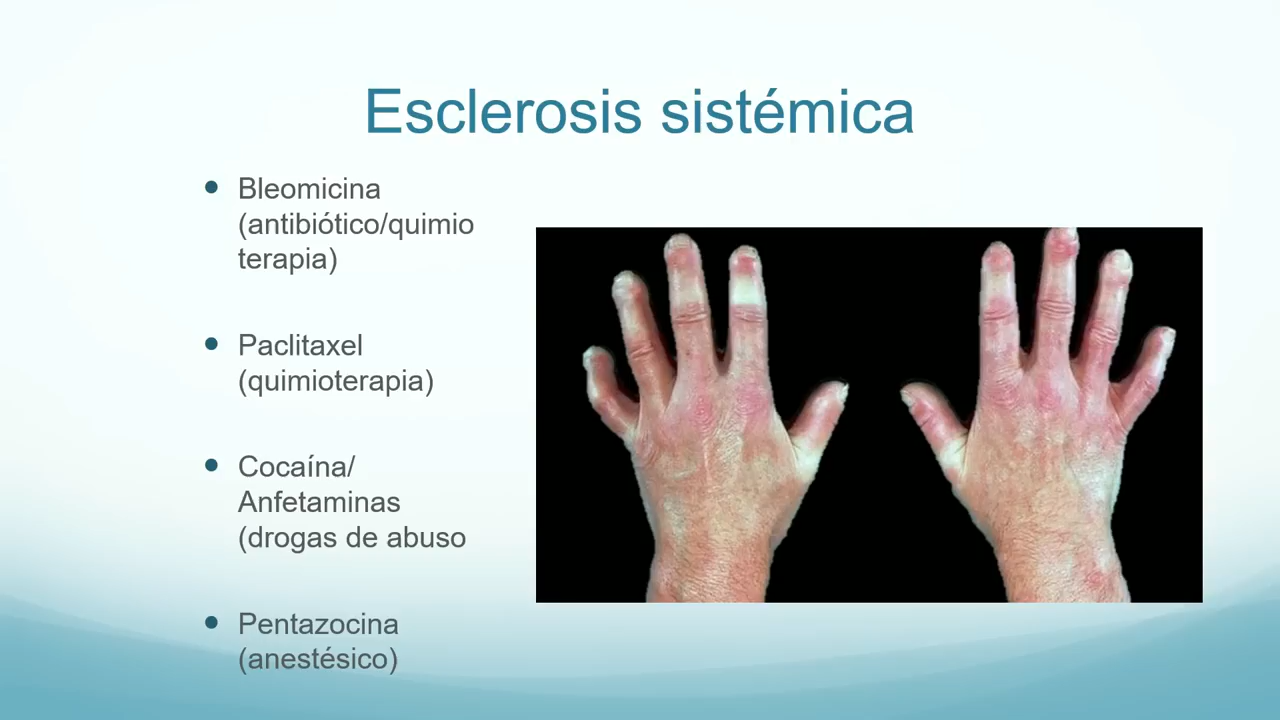 Esclerosis sistémica
Bleomicina
(antibiótico/quimio
terapia)
Paclitaxel
(quimioterapia)
Cocaína/
Anfetaminas
(drogas de abuso
Pentazocina
(anestésico)